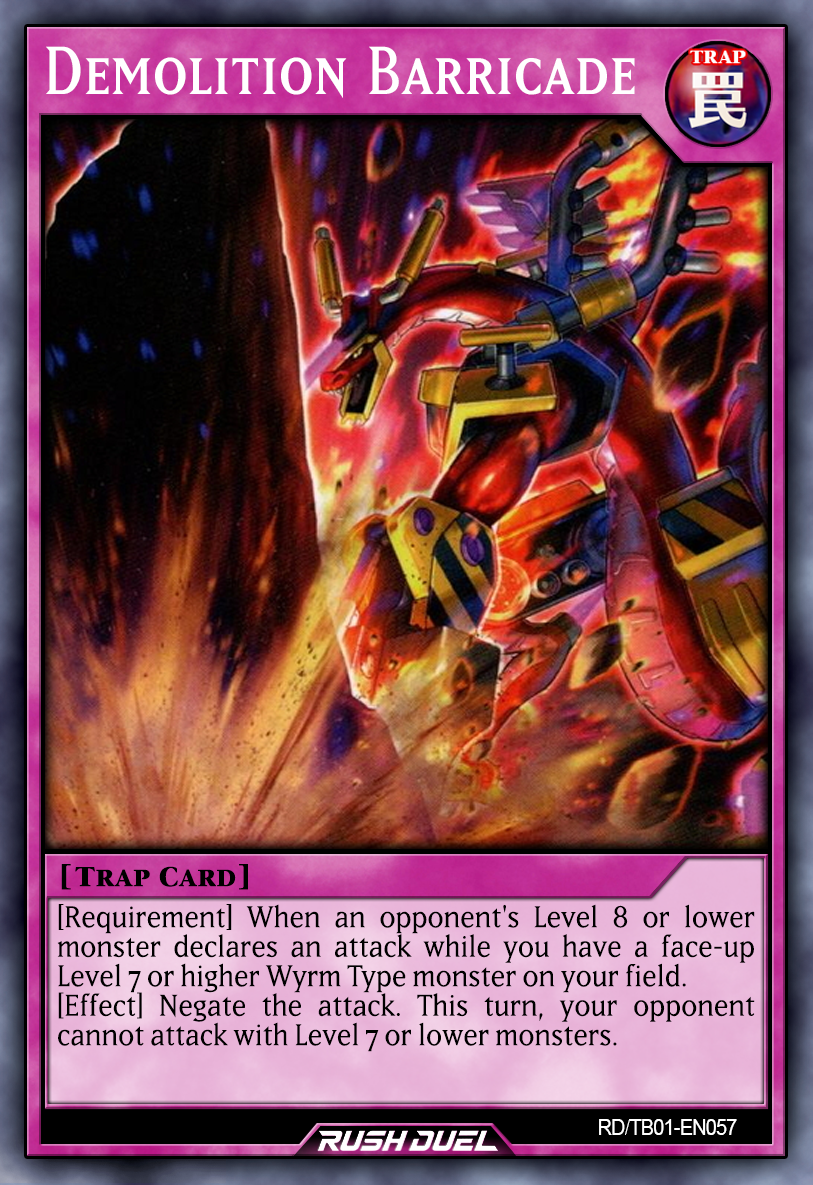 DEMOLITION BARRICADE
TRAP
罠
[TRAP CARD]
[Requirement] When an opponent's Level 8 or lower
monster declares an attack while you have a face-up
Level 7 or higher Wyrm Type monster on your field.
[Effect] Negate the attack. This turn, your opponent
cannot attack with Level 7 or lower monsters.
RUSH DUEL
RD/TB01-EN057